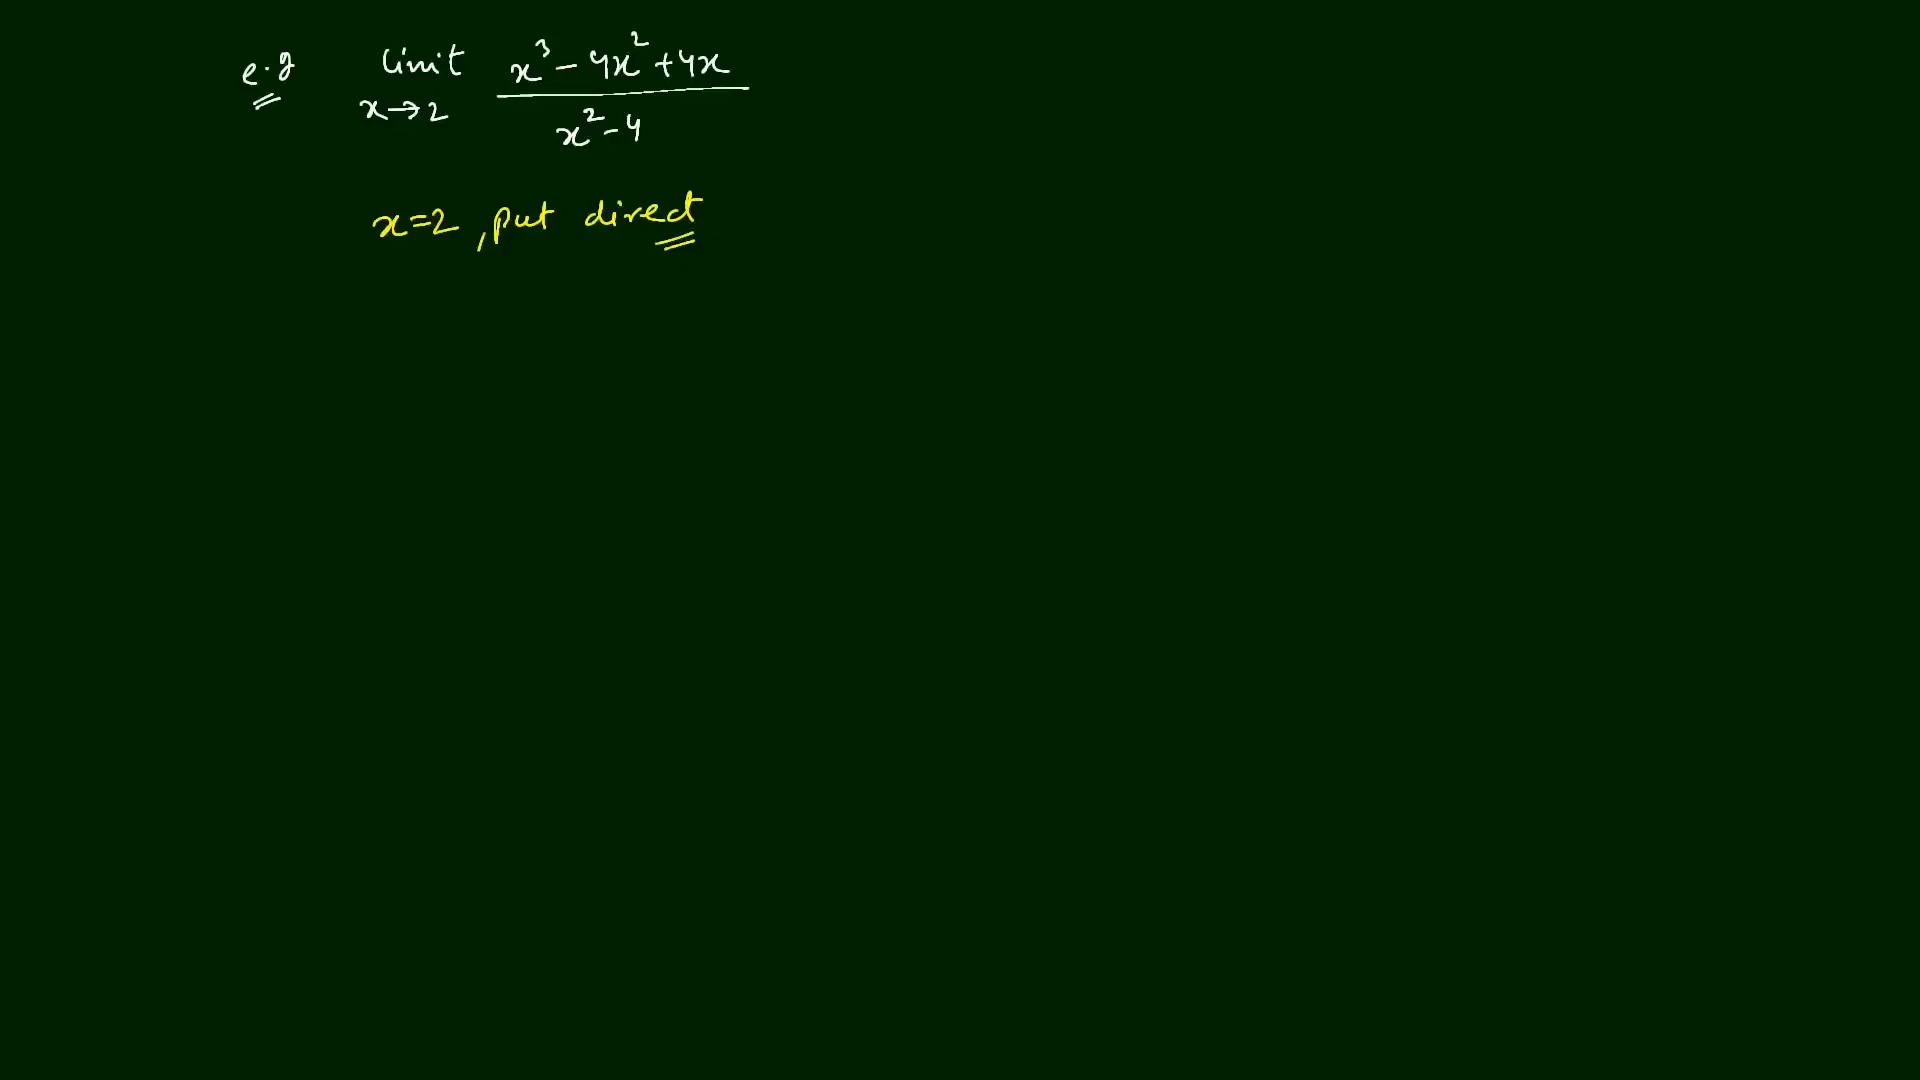 e.g limit x→2 x³-4x²+4x / x²-4
x=2, put direct